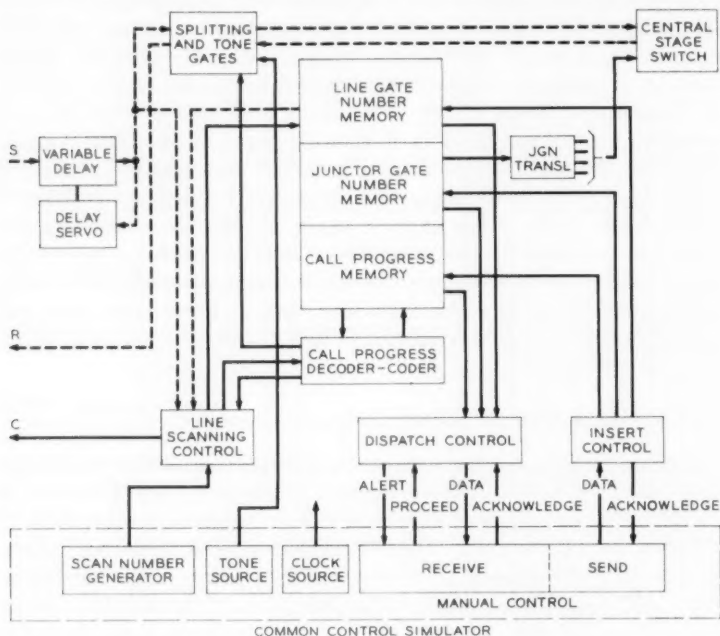 SPLITTING
AND TONE
GATES
CENTRAL
STAGE
SWITCH
LINE GATE
NUMBER
MEMORY
S
VARIABLE
DELAY
JGN
TRANSL
JUNCTOR GATE
NUMBER
MEMORY
DELAY
SERVO
CALL PROGRESS
MEMORY
R
CALL PROGRESS
DECODER-CODER
C
LINE
SCANNING
CONTROL
DISPATCH CONTROL
INSERT
CONTROL
ALERT
PROCEED
DATA
ACKNOWLEDGE
DATA
ACKNOWLEDGE
SCAN NUMBER
GENERATOR
TONE
SOURCE
CLOCK
SOURCE
RECEIVE
SEND
MANUAL CONTROL
COMMON CONTROL SIMULATOR